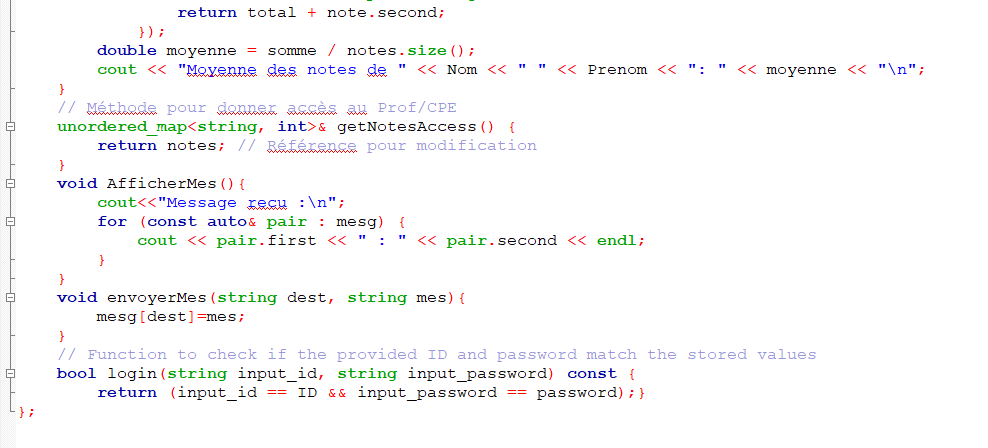 return total + note.second;
});
double moyenne = somme / notes.size();
cout << "Moyenne des notes de " << Nom << " " << Prenom << ": " << moyenne << "\n";
}
// Méthode pour donner accès au Prof/CPE
unordered_map<string, int>& getNotesAccess() {
return notes; // Référence pour modification
}
void AfficherMes(){
cout<<"Message recu :\n";
for (const auto& pair : mesg) {
cout << pair.first << " : " << pair.second << endl;
}
}
void envoyerMes(string dest, string mes){
mesg[dest]=mes;
}
// Function to check if the provided ID and password match the stored values
bool login(string input_id, string input_password) const {
return (input_id == ID && input_password == password);}
};